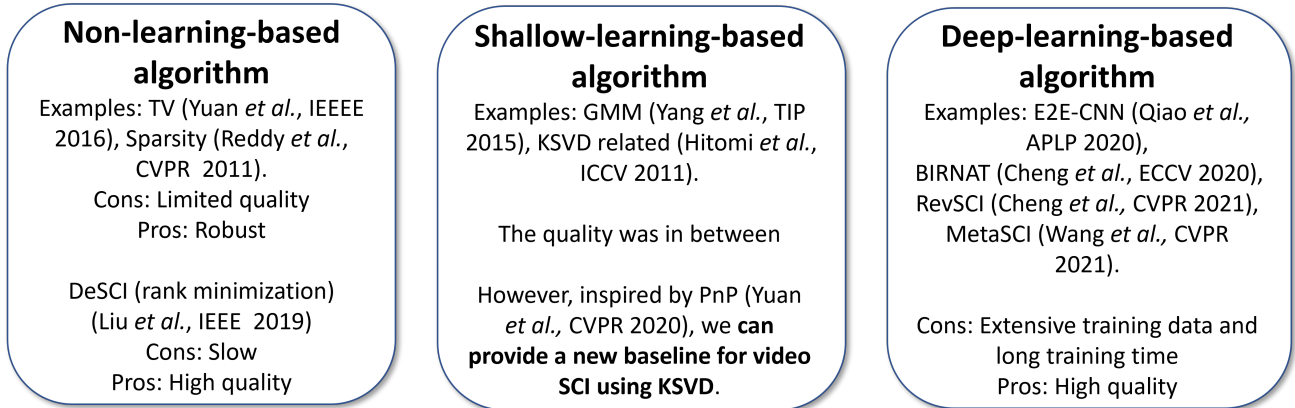 Non-learning-based
algorithm
Examples: TV (Yuan et al., IEEEE
2016), Sparsity (Reddy et al.,
CVPR 2011).
Cons: Limited quality
Pros: Robust
DeSCI (rank minimization)
(Liu et al., IEEE 2019)
Cons: Slow
Pros: High quality
Shallow-learning-based
algorithm
Examples: GMM (Yang et al., TIP
2015), KSVD related (Hitomi et al.,
ICCV 2011).
The quality was in between
However, inspired by PnP (Yuan
et al., CVPR 2020), we can
provide a new baseline for video
SCI using KSVD.
Deep-learning-based
algorithm
Examples: E2E-CNN (Qiao et al.,
APLP 2020),
BIRNAT (Cheng et al., ECCV 2020),
RevSCI (Cheng et al., CVPR 2021),
MetaSCI (Wang et al., CVPR
2021).
Cons: Extensive training data and
long training time
Pros: High quality